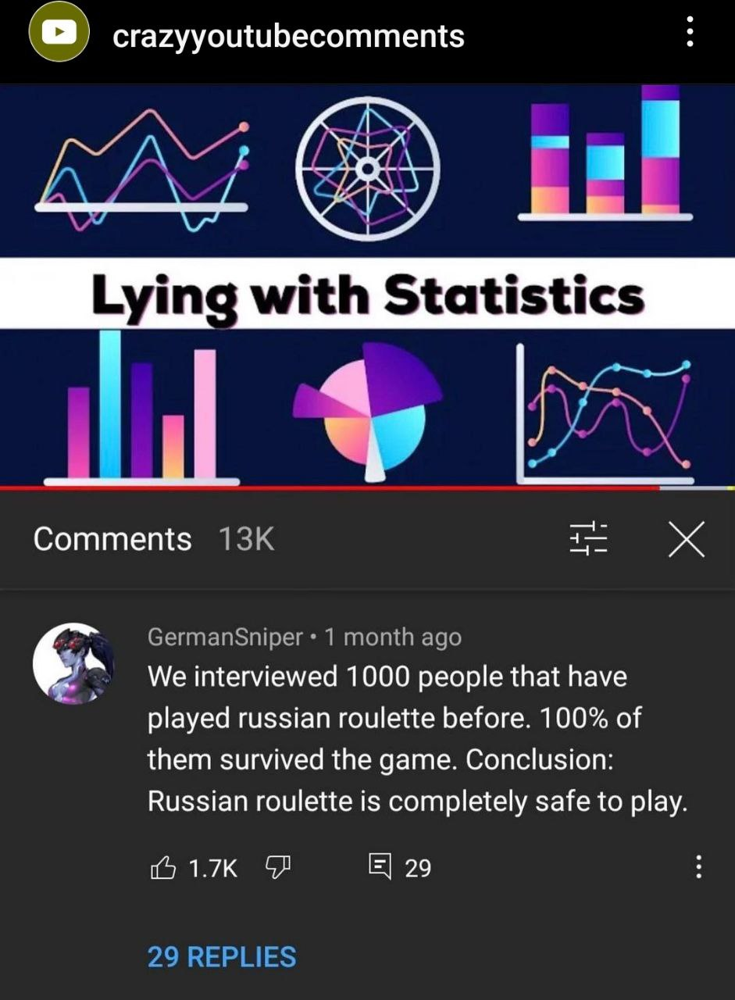 crazyyoutubecomments
Lying with Statistics
Comments 13K
GermanSniper • 1 month ago
We interviewed 1000 people that have
played russian roulette before. 100% of
them survived the game. Conclusion:
Russian roulette is completely safe to play.
1.7K 29
29 REPLIES